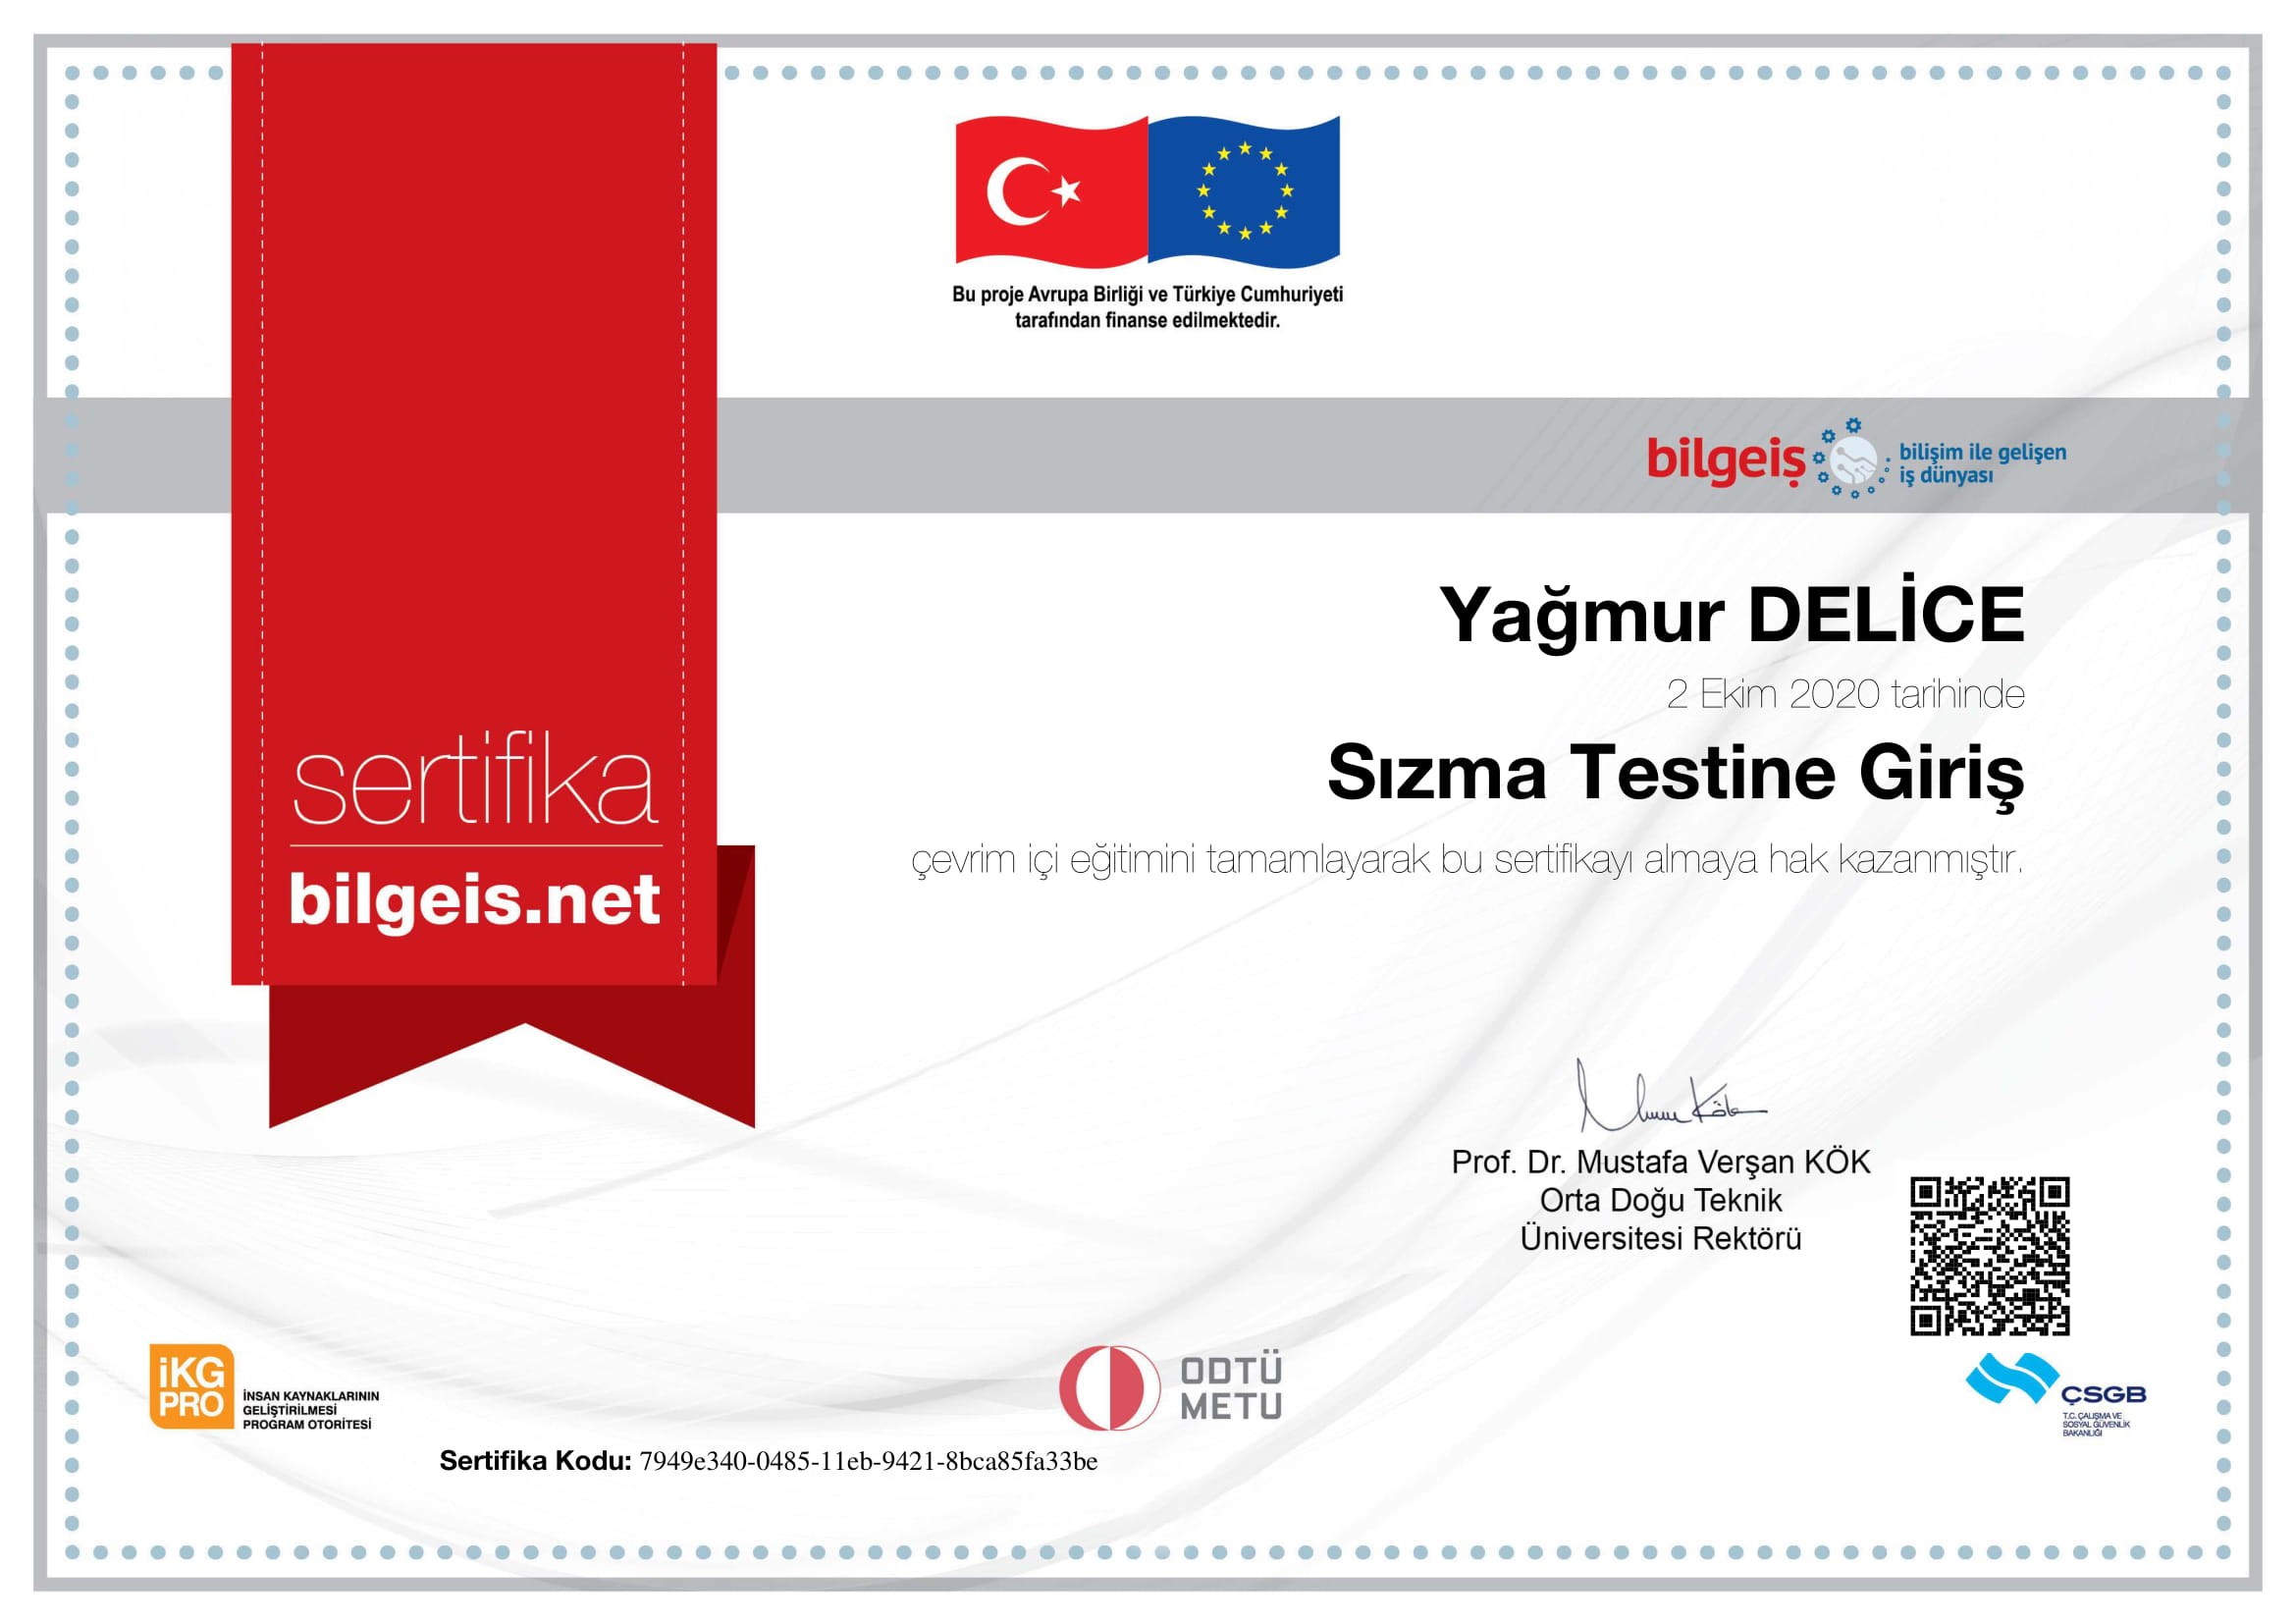 Bu proje Avrupa Birliği ve Türkiye Cumhuriyeti
tarafından finanse edilmektedir.
bilgeiş
bilişim ile gelişen
iş dünyası
Yağmur DELİCE
2 Ekim 2020 tarihinde
Sızma Testine Giriş
çevrim içi eğitimini tamamlayarak bu sertifikayı almaya hak kazanmıştır.
sertifika
bilgeis.net
Prof. Dr. Mustafa Verşan KÖK
Orta Doğu Teknik
Üniversitesi Rektörü
iKG
PRO
İNSAN KAYNAKLARININ
GELİŞTİRİLMESİ
PROGRAM OTORİTESİ
ODTÜ
METU
ÇSGB
T.C. ÇALIŞMA VE
SOSYAL GÜVENLİK
BAKANLIĞI
Sertifika Kodu: 7949e340-0485-11eb-9421-8bca85fa33be